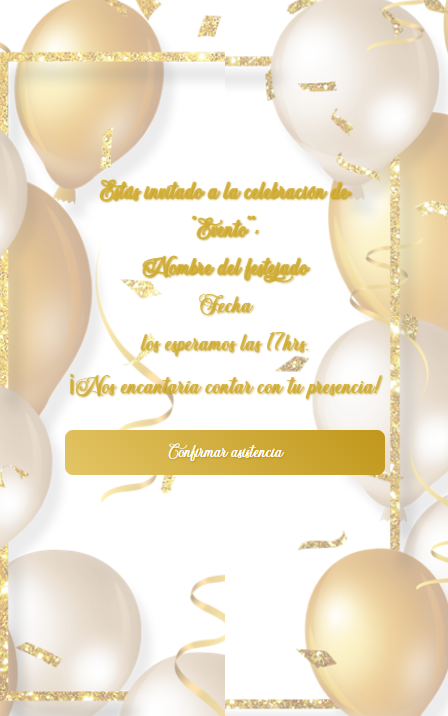 Estás invitado a la celebración de
"Evento".
Nombre del festejado
Fecha
los esperamos las 17hrs.
¡Nos encantaria contar con tu presencia!
Confirmar asistencia